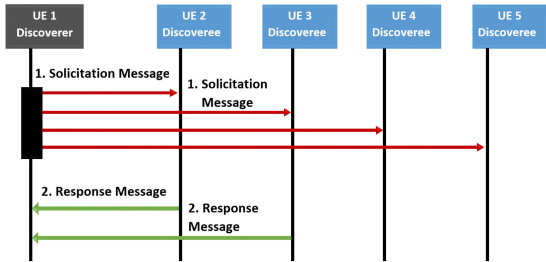 UE 1
Discoverer
UE 2
Discoveree
UE 3
Discoveree
UE 4
Discoveree
UE 5
Discoveree
1. Solicitation Message
1. Solicitation
Message
2. Response Message
2. Response
Message